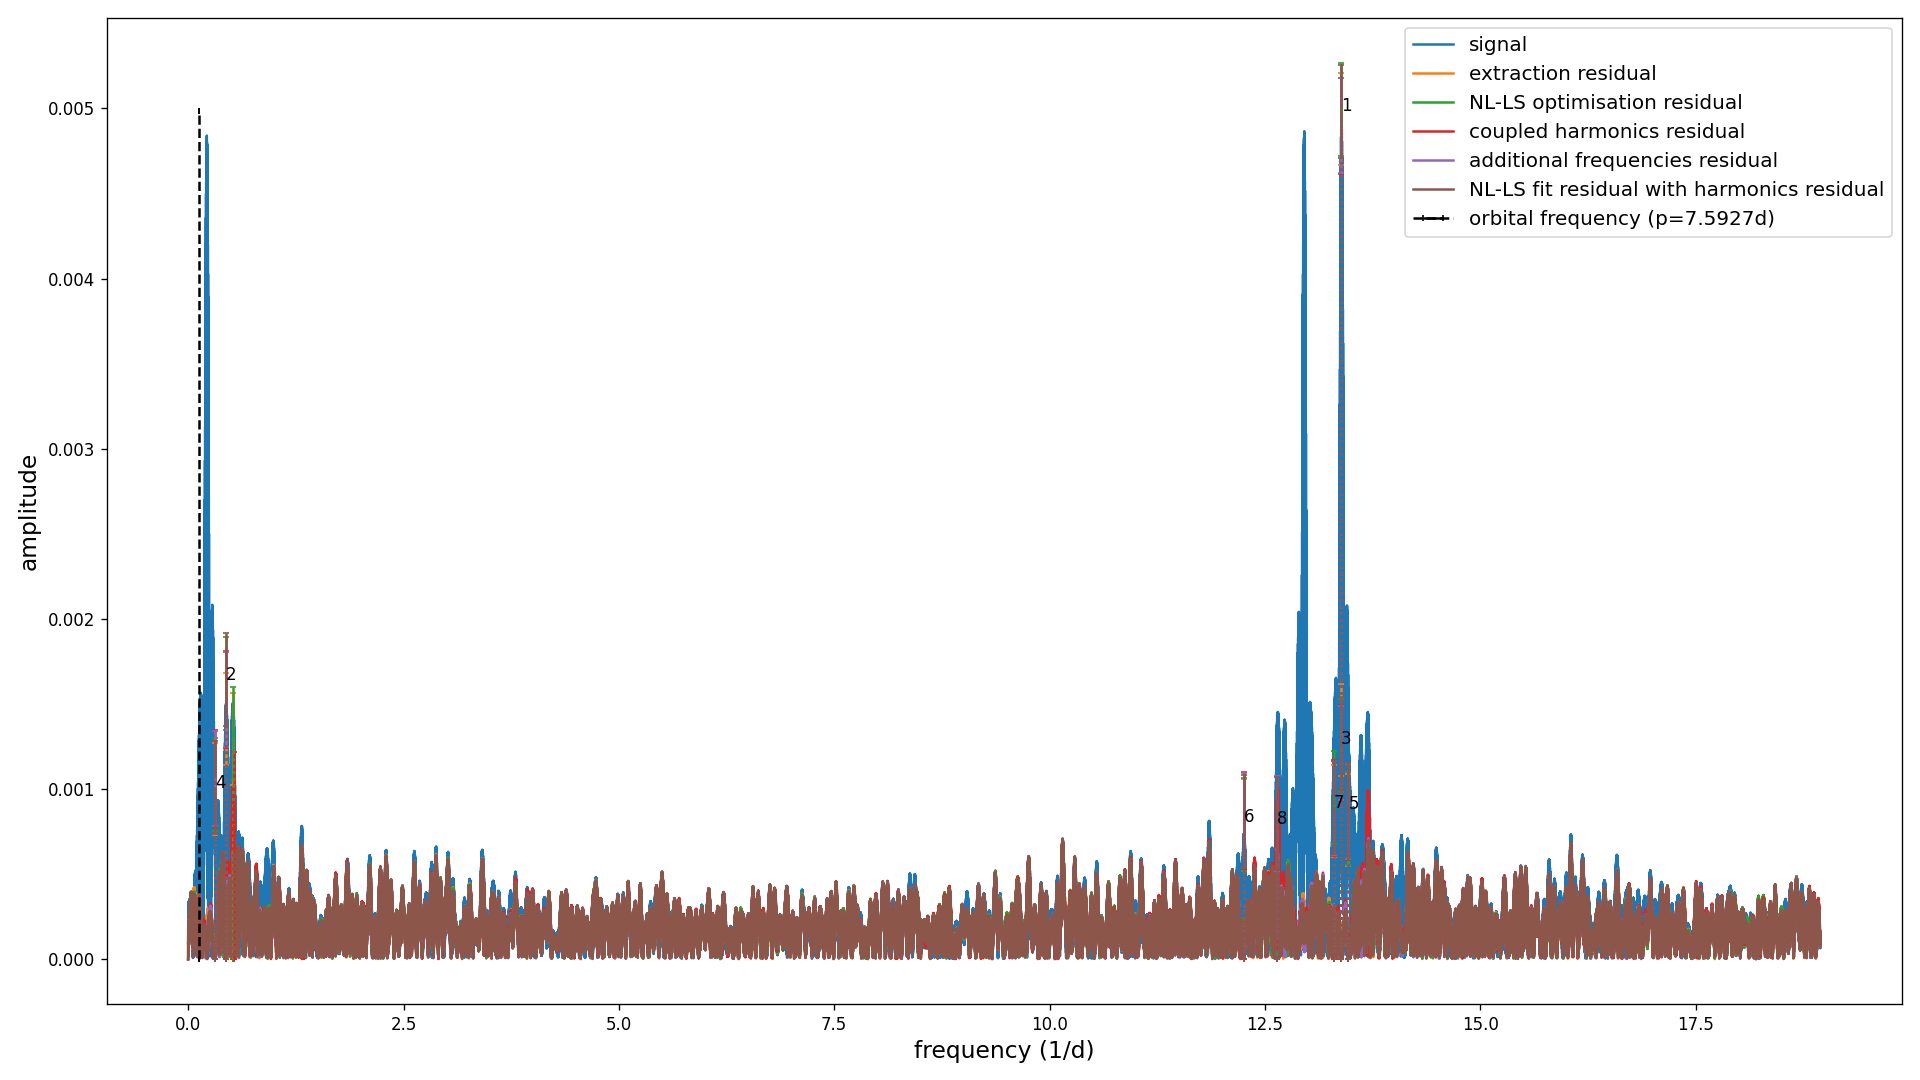 signal
extraction residual
NL-LS optimisation residual
coupled harmonics residual
additional frequencies residual
NL-LS fit residual with harmonics residual
orbital frequency (p=7.5927d)
amplitude
0.005
0.004
0.003
0.002
0.001
0.000
1
2
3
4
5
6
7
8
0.0
2.5
5.0
7.5
10.0
12.5
15.0
17.5
frequency (1/d)